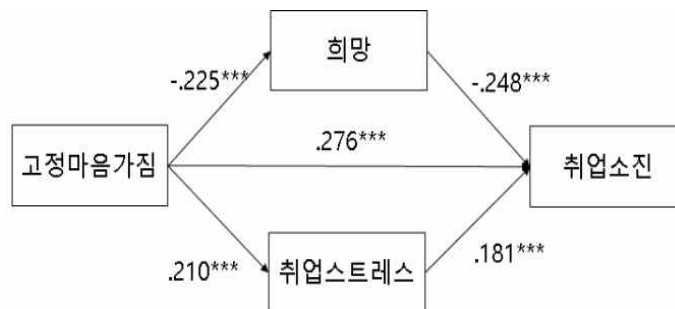 희망
-.225***
-.248***
.276***
고정마음가짐
취업소진
.210***
.181***
취업스트레스